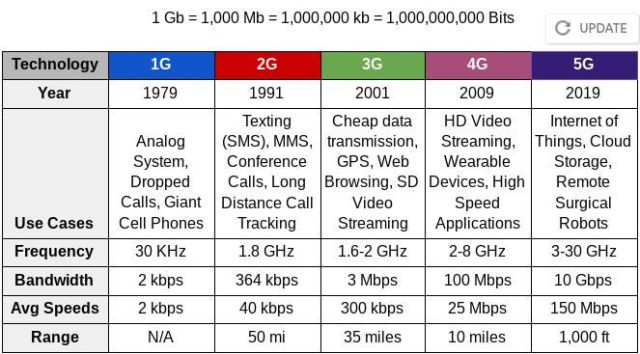 1 Gb = 1,000 Mb = 1,000,000 kb = 1,000,000,000 Bits
UPDATE
Technology 1G 2G 3G 4G 5G
Year 1979 1991 2001 2009 2019
Texting Cheap data HD Video Internet of
Analog (SMS), MMS, transmission, Streaming, Things, Cloud
System, Conference GPS, Web Wearable Storage,
Dropped Calls, Long Browsing, SD Devices, High Remote
Calls, Giant Distance Call Video Speed Surgical
Use Cases Cell Phones Tracking Streaming Applications Robots
Frequency 30 KHz 1.8 GHz 1.6-2 GHz 2-8 GHz 3-30 GHz
Bandwidth 2 kbps 364 kbps 3 Mbps 100 Mbps 10 Gbps
Avg Speeds 2 kbps 40 kbps 300 kbps 25 Mbps 150 Mbps
Range N/A 50 mi 35 miles 10 miles 1,000 ft